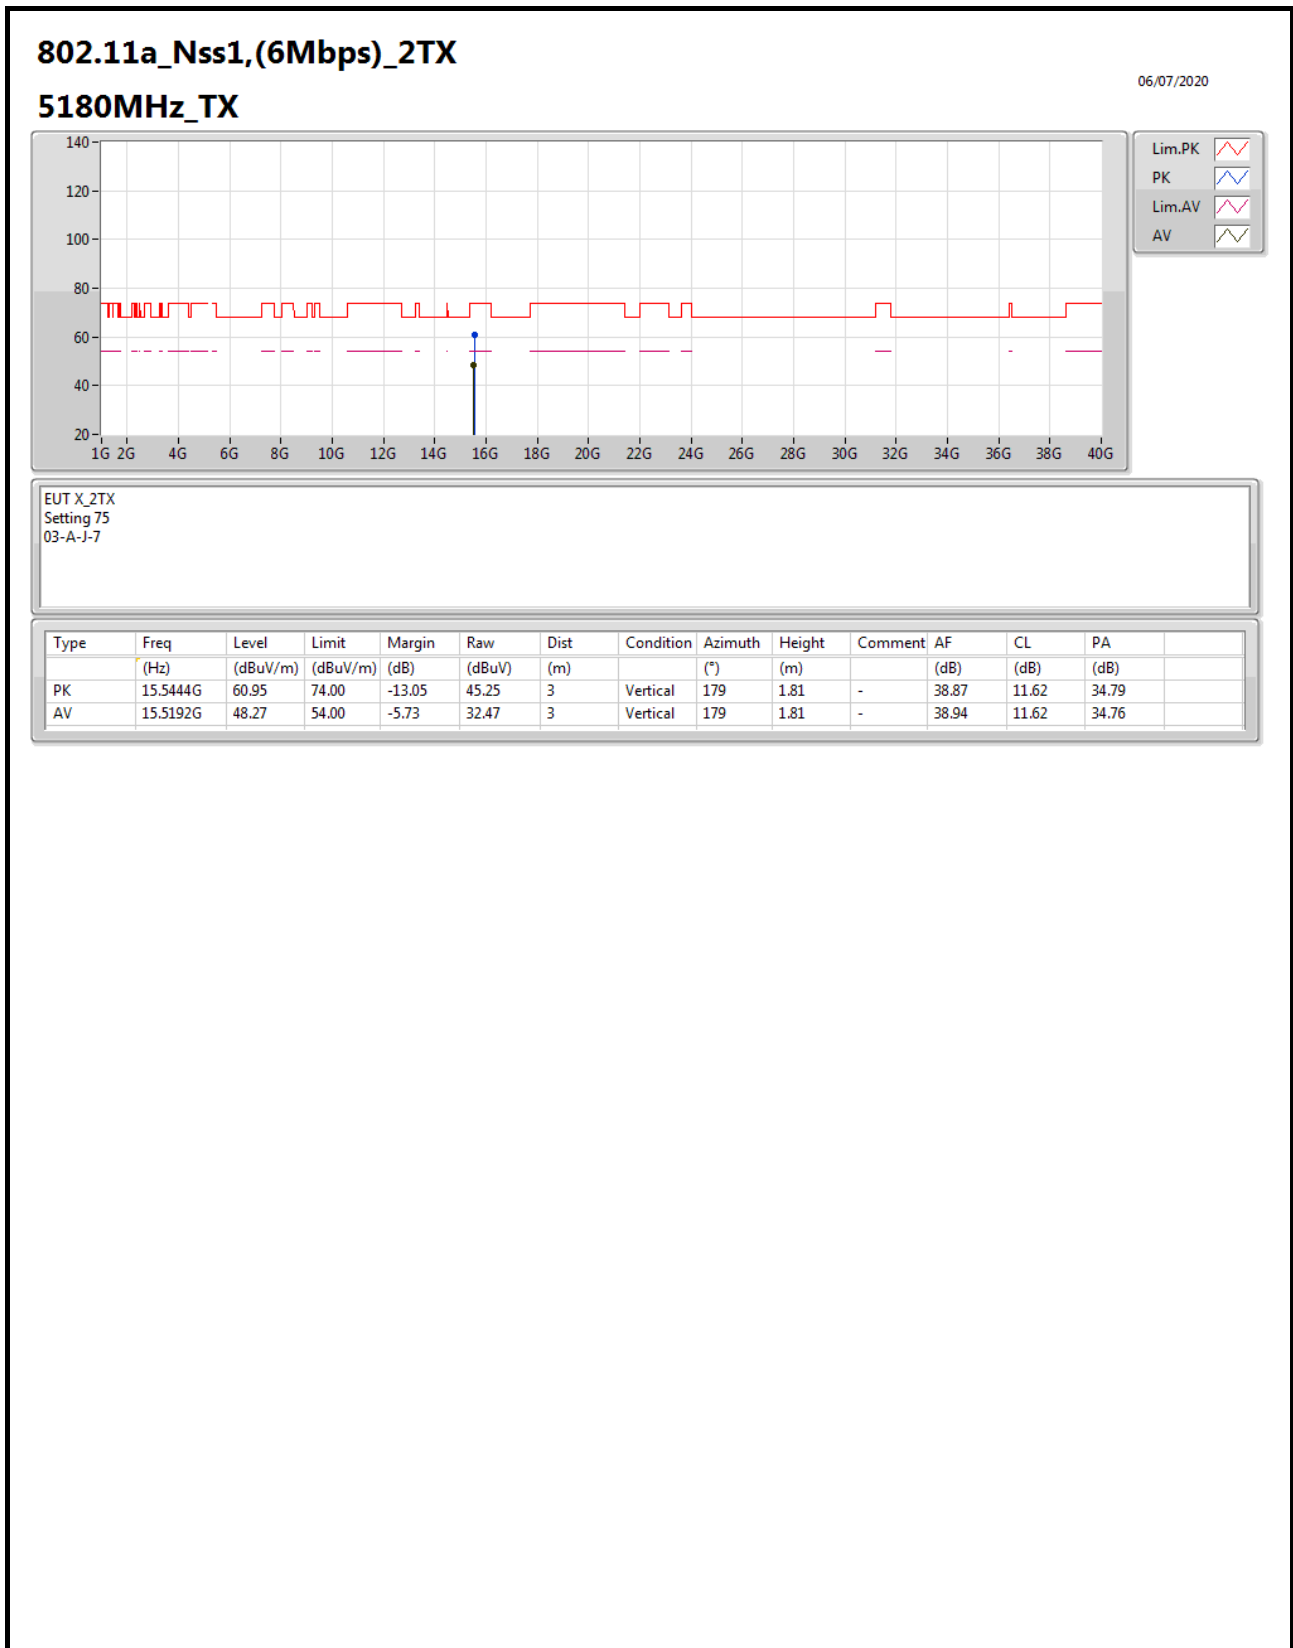 802.11a_Nss1,(6Mbps)_2TX
06/07/2020
5180MHz_TX
140
120
100
80
60
40
20
1G 2G 4G 6G 8G 10G 12G 14G 16G 18G 20G 22G 24G 26G 28G 30G 32G 34G 36G 38G 40G
Lim.PK
PK
Lim.AV
AV
EUT X_2TX
Setting 75
03-A-J-7
Type Freq Level Limit Margin Raw Dist Condition Azimuth Height Comment AF CL PA
(Hz) (dBuV/m) (dBuV/m) (dB) (dBuV) (m) (°) (m) (dB) (dB) (dB)
PK 15.5444G 60.95 74.00 -13.05 45.25 3 Vertical 179 1.81 - 38.87 11.62 34.79
AV 15.5192G 48.27 54.00 -5.73 32.47 3 Vertical 179 1.81 - 38.94 11.62 34.76